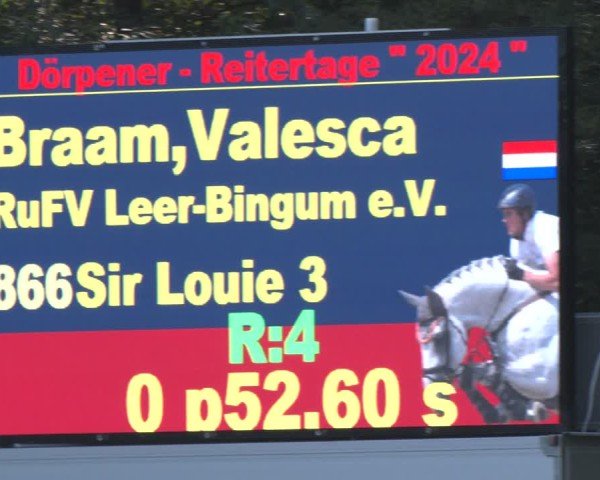 Dörpener - Reitertage " 2024 "
Braam,Valesca
RuFV Leer-Bingum e.V.
866Sir Louie 3
R:4
0 p52.60 s